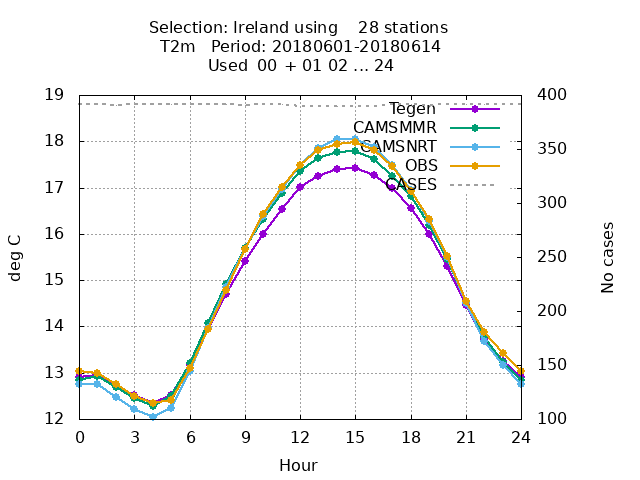 Selection: Ireland using 28 stations
T2m Period: 20180601-20180614
Used 00 + 01 02 ... 24
19
18
17
16
15
14
13
12
400
350
300
250
200
150
100
Tegen
CAMSMMR
CAMSNRT
OBS
CASES
deg C
No cases
0 3 6 9 12 15 18 21 24
Hour